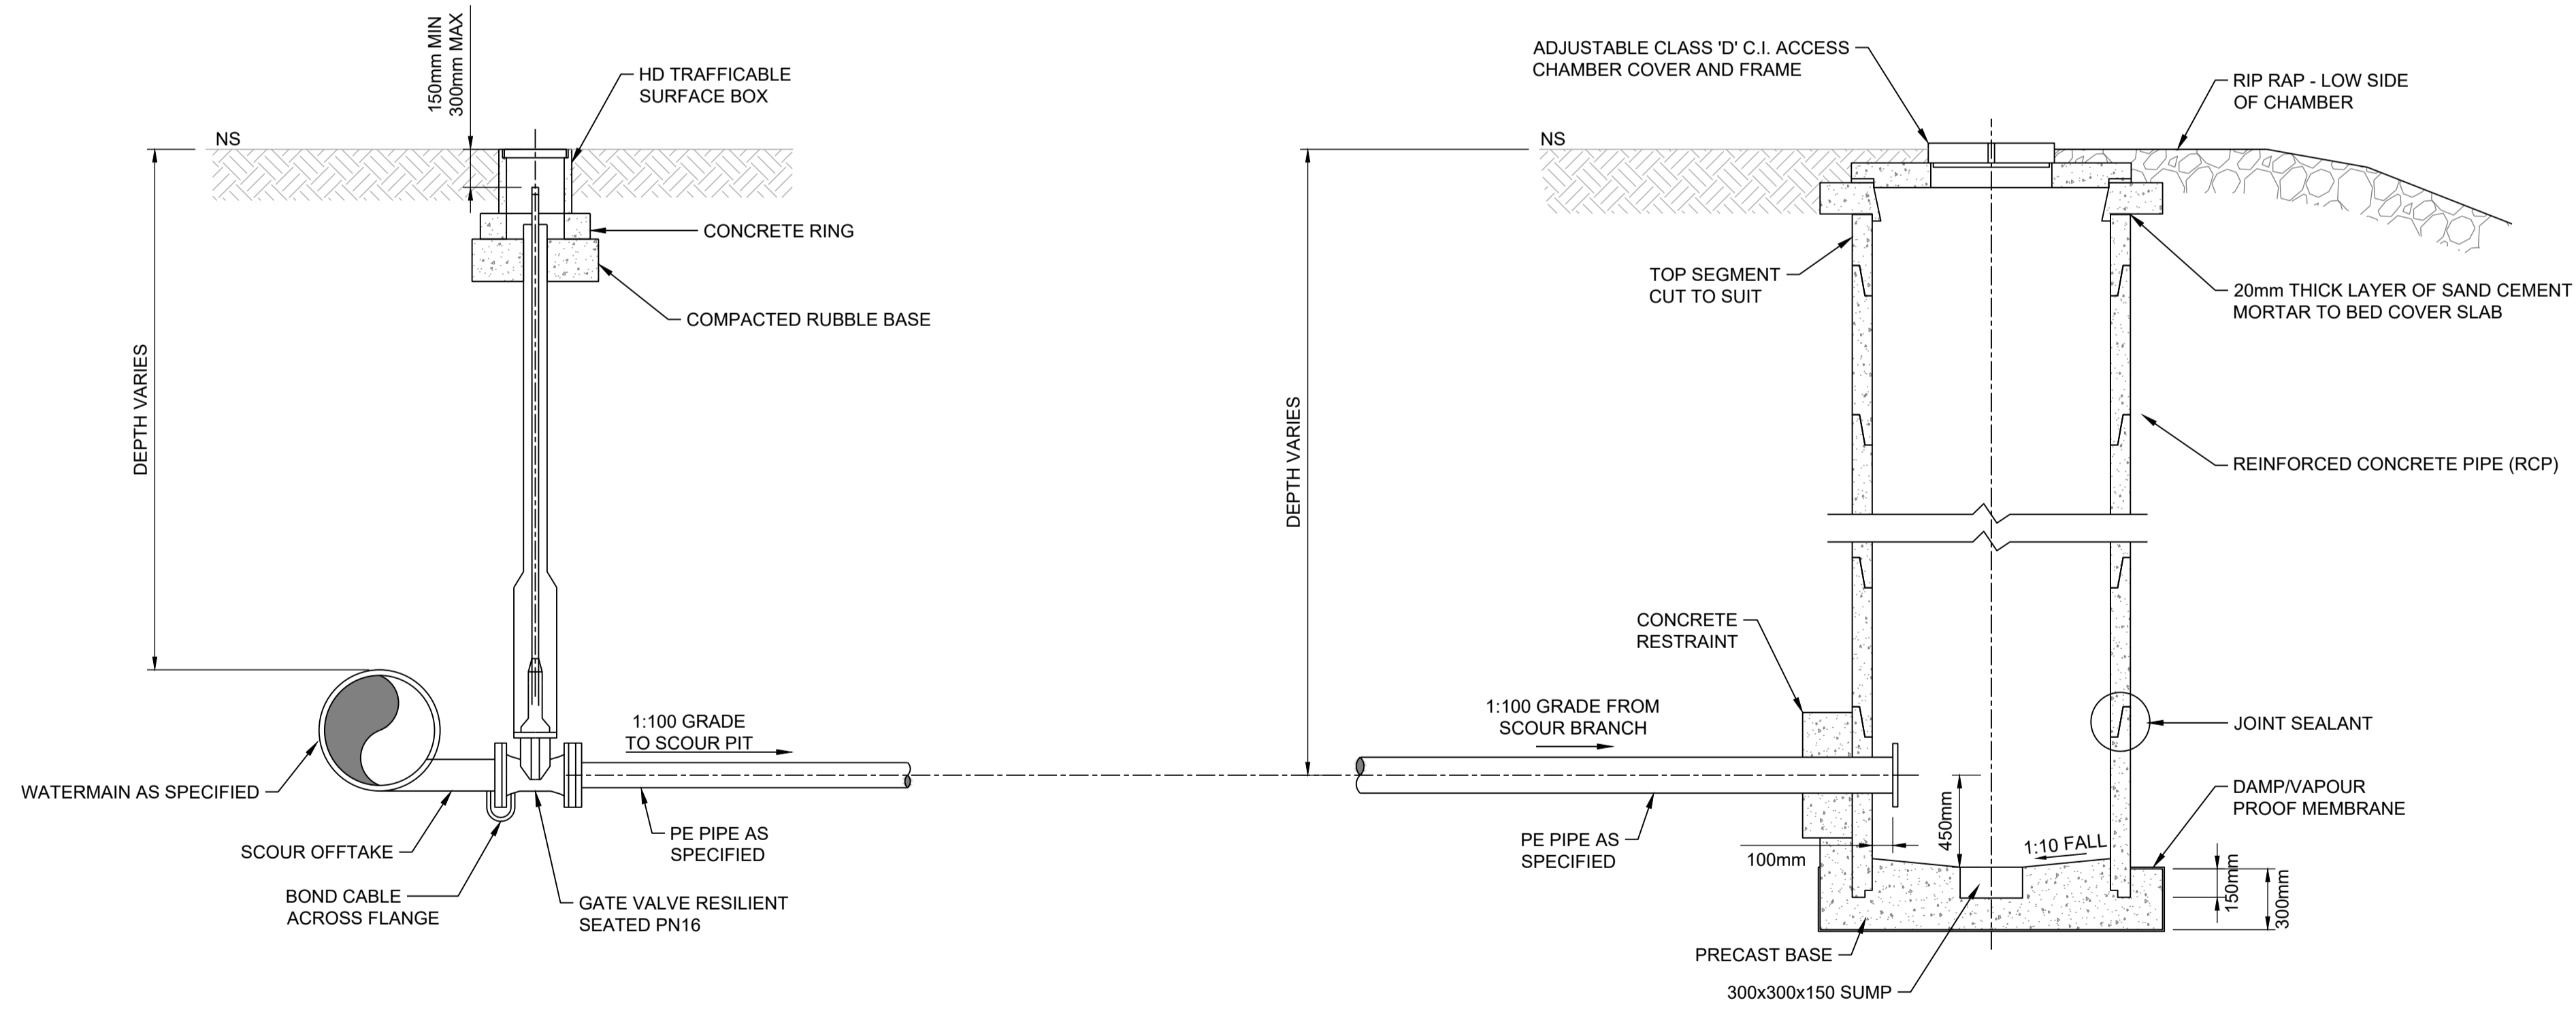 150mm MIN
300mm MAX
HD TRAFFICABLE
SURFACE BOX
NS
CONCRETE RING
COMPACTED RUBBLE BASE
DEPTH VARIES
1:100 GRADE
TO SCOUR PIT
WATERMAIN AS SPECIFIED
SCOUR OFFTAKE
BOND CABLE
ACROSS FLANGE
PE PIPE AS
SPECIFIED
GATE VALVE RESILIENT
SEATED PN16
ADJUSTABLE CLASS 'D' C.I. ACCESS
CHAMBER COVER AND FRAME
RIP RAP - LOW SIDE
OF CHAMBER
NS
TOP SEGMENT
CUT TO SUIT
20mm THICK LAYER OF SAND CEMENT
MORTAR TO BED COVER SLAB
DEPTH VARIES
REINFORCED CONCRETE PIPE (RCP)
CONCRETE
RESTRAINT
1:100 GRADE FROM
SCOUR BRANCH
JOINT SEALANT
DAMP/VAPOUR
PROOF MEMBRANE
PE PIPE AS
SPECIFIED
100mm
450mm
1:10 FALL
150mm
300mm
PRECAST BASE
300x300x150 SUMP